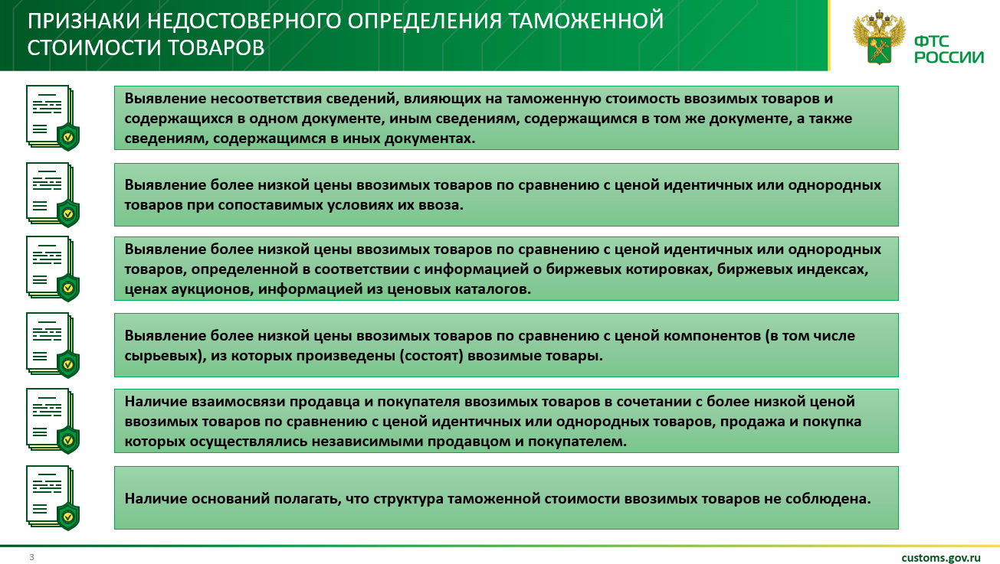 ПРИЗНАКИ НЕДОСТОВЕРНОГО ОПРЕДЕЛЕНИЯ ТАМОЖЕННОЙ
СТОИМОСТИ ТОВАРОВ
ФТС
РОССИИ
Выявление несоответствия сведений, влияющих на таможенную стоимость ввозимых товаров и
содержащихся в одном документе, иным сведениям, содержащимся в том же документе, а также
сведениям, содержащимся в иных документах.
Выявление более низкой цены ввозимых товаров по сравнению с ценой идентичных или однородных
товаров при сопоставимых условиях их ввоза.
Выявление более низкой цены ввозимых товаров по сравнению с ценой идентичных или однородных
товаров, определенной в соответствии с информацией о биржевых котировках, биржевых индексах,
ценах аукционов, информацией из ценовых каталогов.
Выявление более низкой цены ввозимых товаров по сравнению с ценой компонентов (в том числе
сырьевых), из которых произведены (состоят) ввозимые товары.
Наличие взаимосвязи продавца и покупателя ввозимых товаров в сочетании с более низкой ценой
ввозимых товаров по сравнению с ценой идентичных или однородных товаров, продажа и покупка
которых осуществлялись независимыми продавцом и покупателем.
Наличие оснований полагать, что структура таможенной стоимости ввозимых товаров не соблюдена.
3
customs.gov.ru